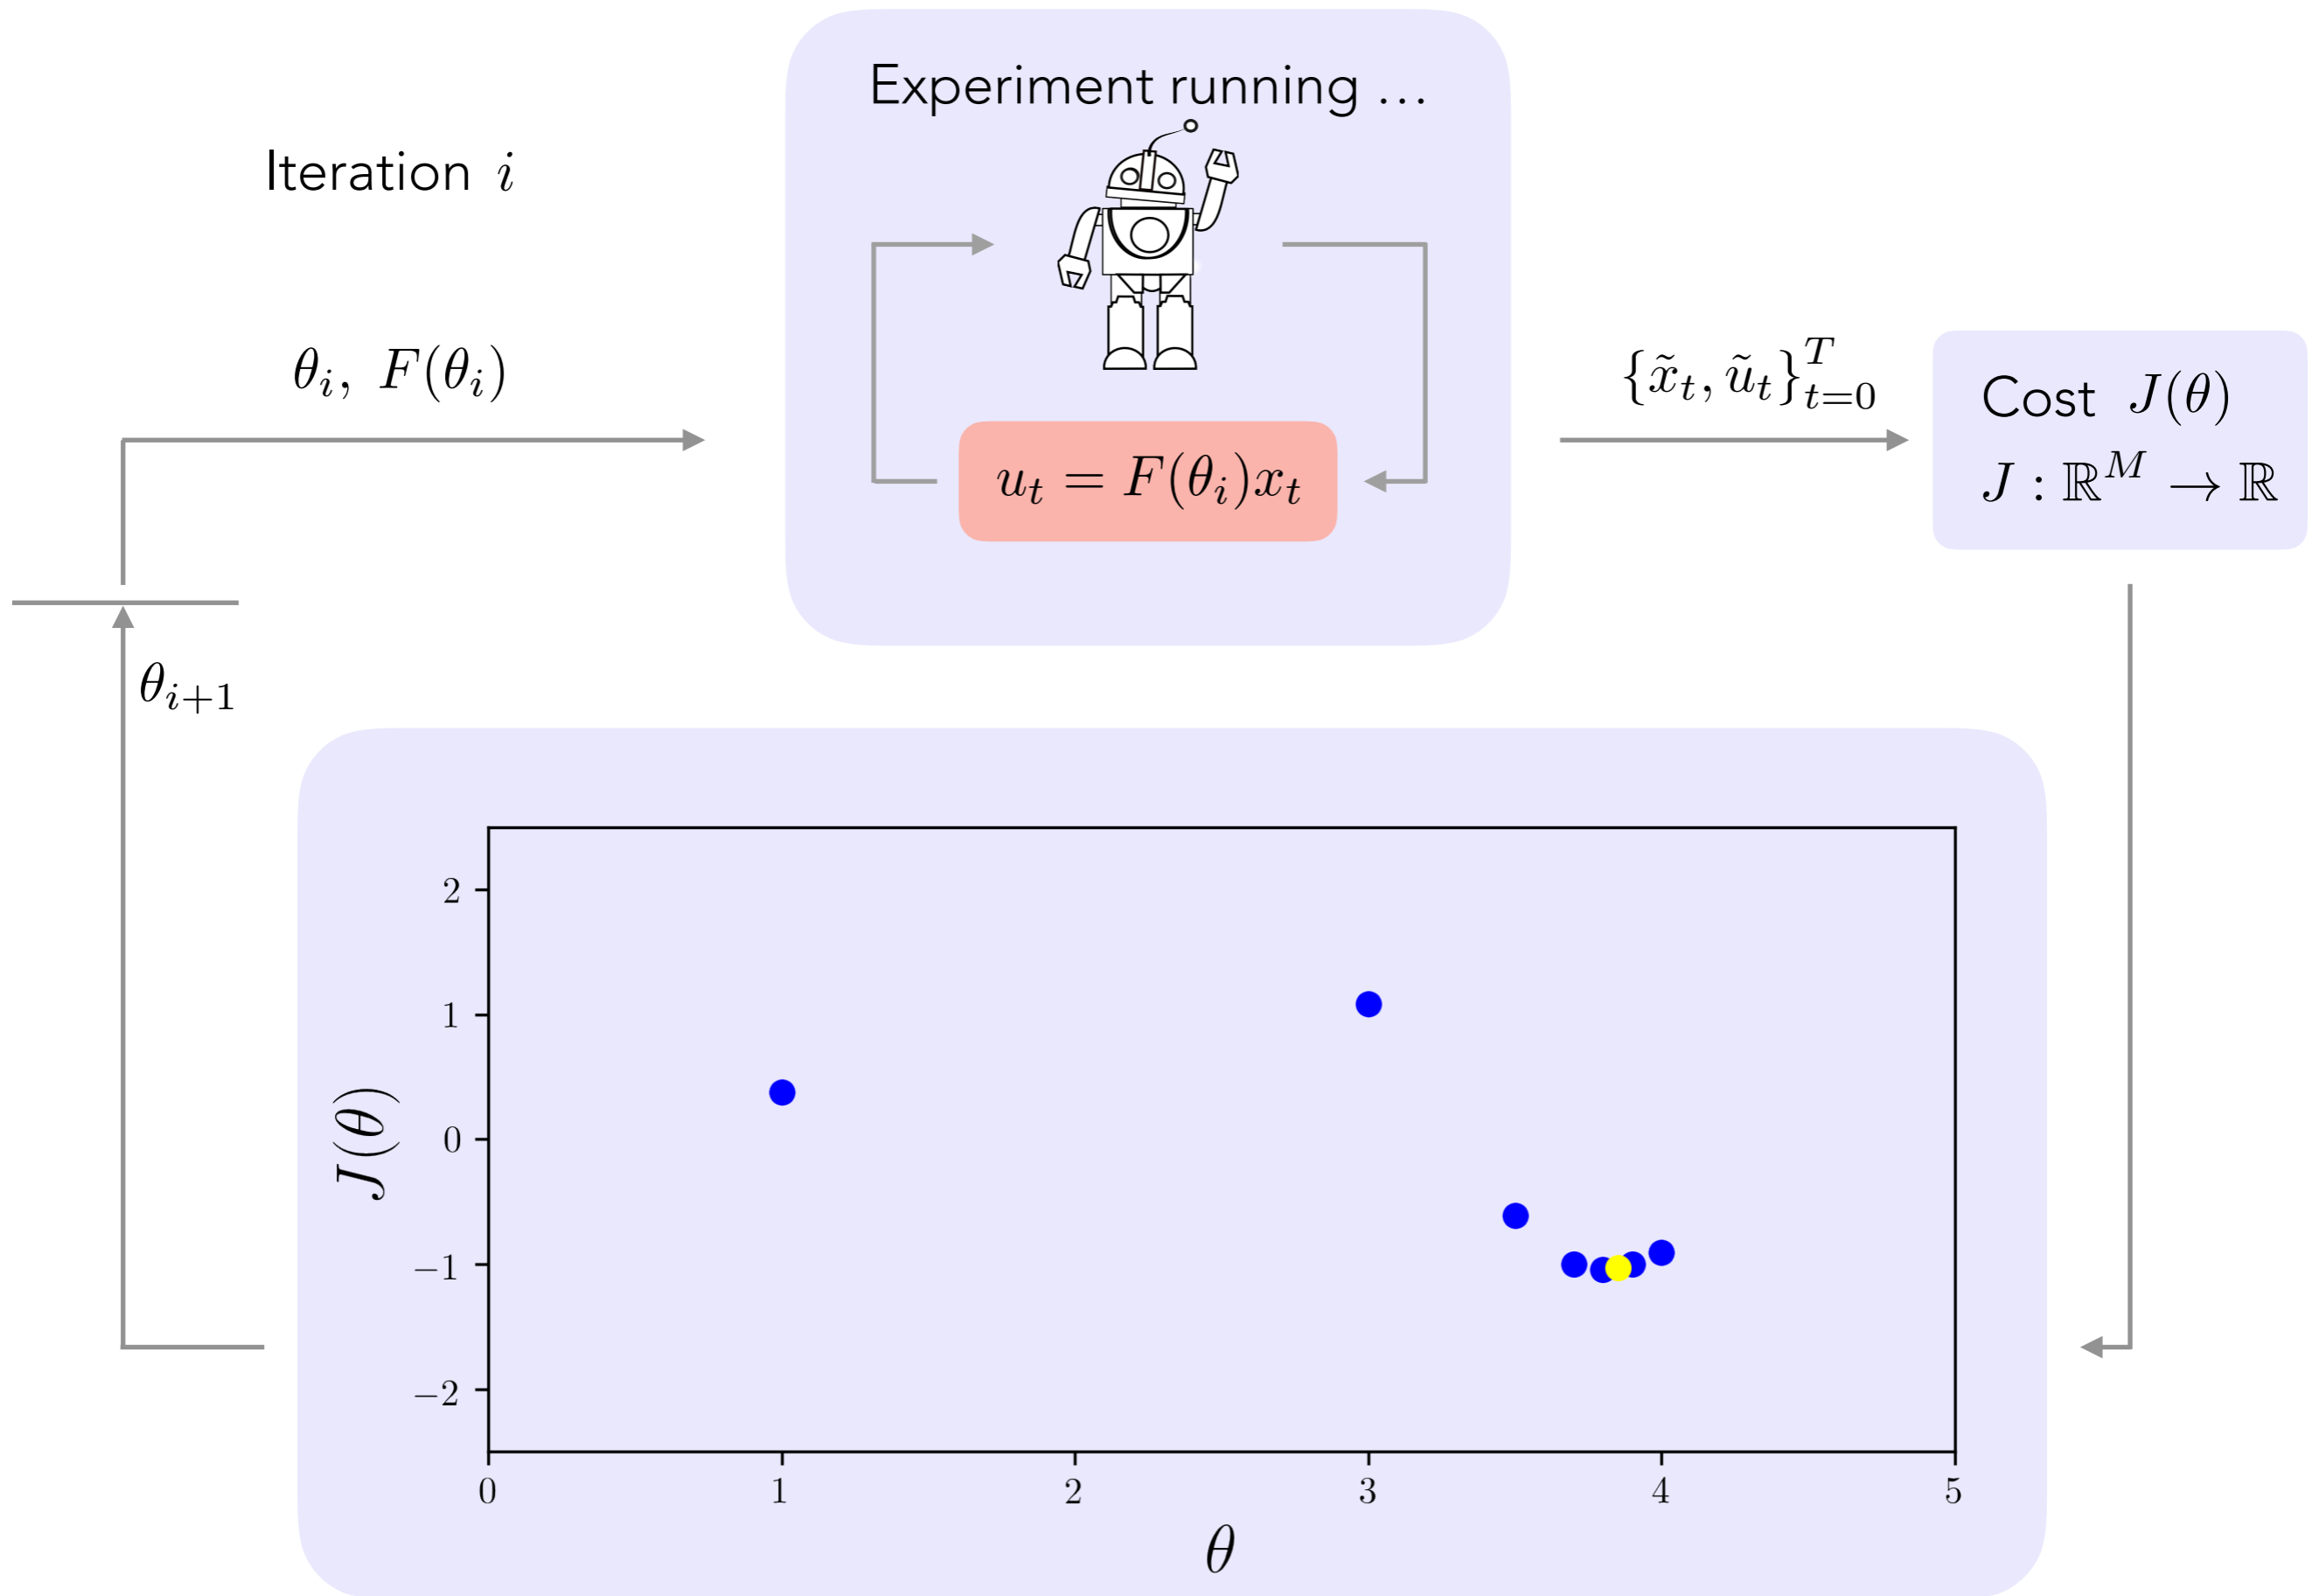 Experiment running …
Iteration i
θ_i, F(θ_i)
u_t = F(θ_i)x_t
{x̃_t, ũ_t}_{t=0}^T
Cost J(θ)
J : ℝ^M → ℝ
θ_{i+1}
J(θ)
2
1
0
−1
−2
0 1 2 3 4 5
θ